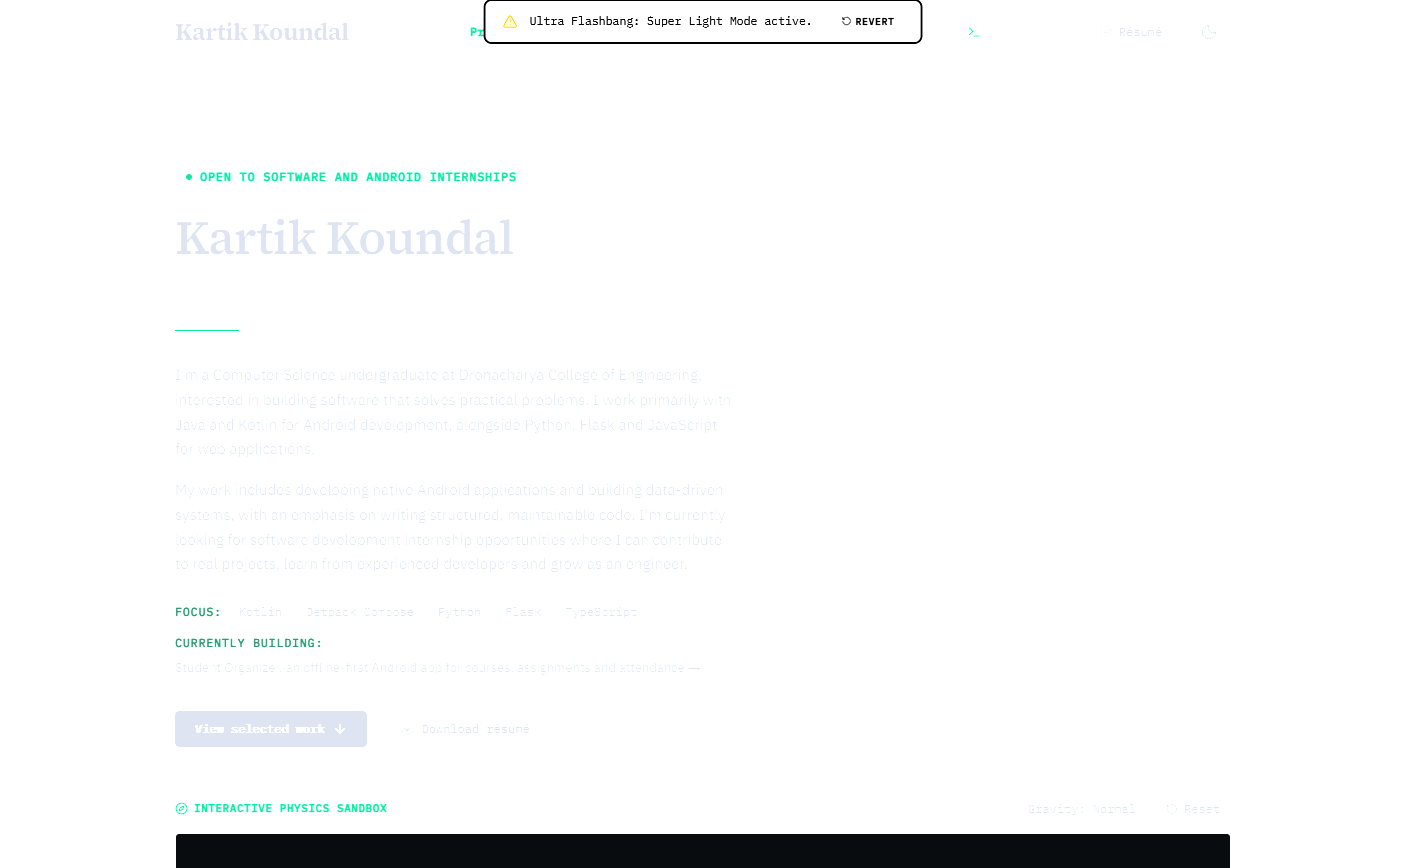 Kartik Koundal
Pr
Ultra Flashbang: Super Light Mode active.
REVERT
>_
Résumé
OPEN TO SOFTWARE AND ANDROID INTERNSHIPS
Kartik Koundal
I'm a Computer Science undergraduate at Dronacharya College of Engineering,
interested in building software that solves practical problems. I work primarily with
Java and Kotlin for Android development, alongside Python, Flask and JavaScript
for web applications.
My work includes developing native Android applications and building data-driven
systems, with an emphasis on writing structured, maintainable code. I'm currently
looking for software development internship opportunities where I can contribute
to real projects, learn from experienced developers and grow as an engineer.
FOCUS: Kotlin Jetpack Compose Python Flask TypeScript
CURRENTLY BUILDING:
Student Organizer: an offline-first Android app for courses, assignments and attendance →
View selected work ↓
Download résumé
INTERACTIVE PHYSICS SANDBOX
Gravity: Normal
Reset